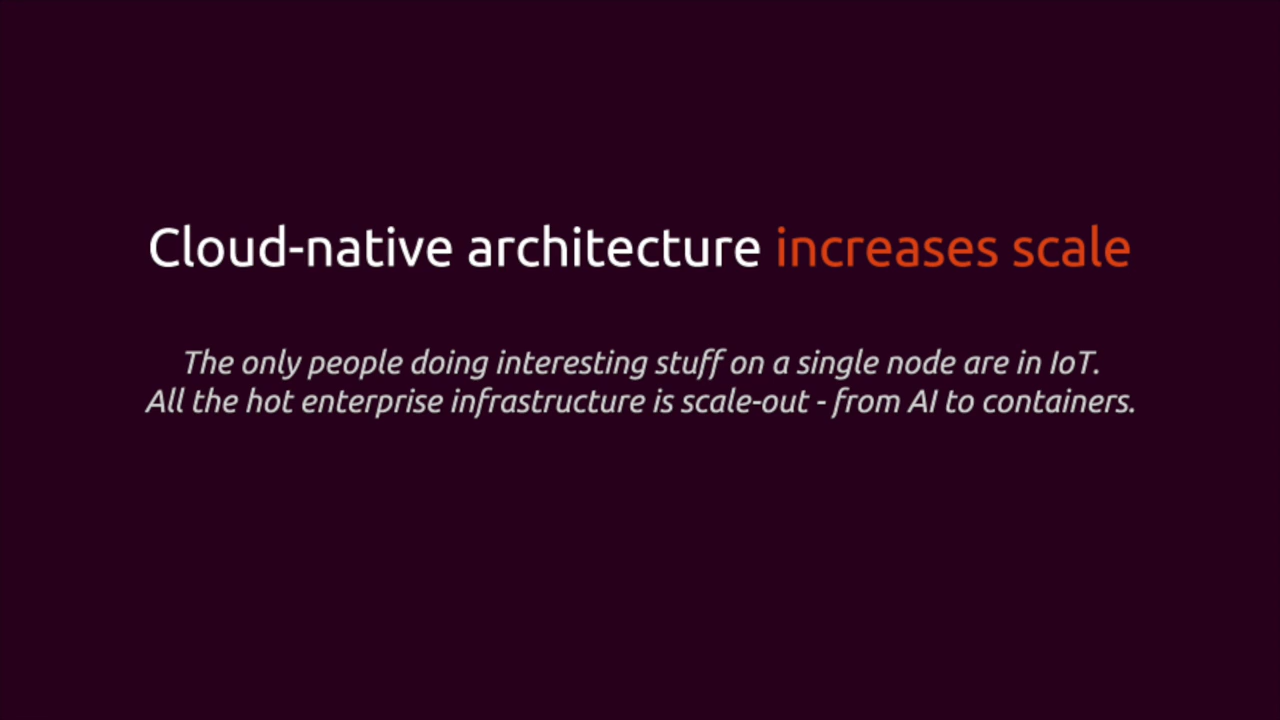 Cloud-native architecture increases scale
The only people doing interesting stuff on a single node are in IoT.
All the hot enterprise infrastructure is scale-out - from AI to containers.